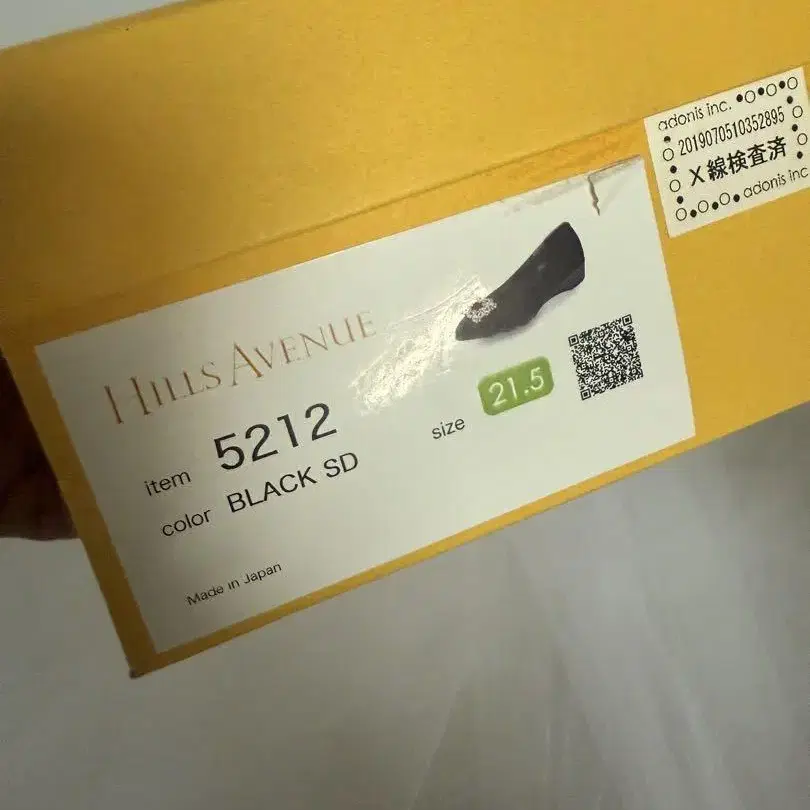 adonis inc.
2019070510352895
X線検査済
adonis inc
HILLS AVENUE
item 5212
size 21.5
color BLACK SD
Made in Japan